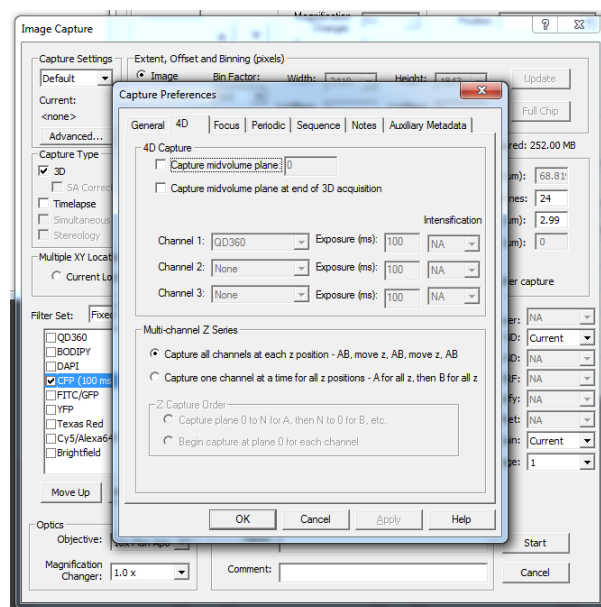 Image Capture
Capture Settings
Extent, Offset and Binning (pixels)
Default
Image
Bin Factor:
Width:
Height:
Update
Current:
<none>
Full Chip
Advanced...
252.00 MB
Capture Type
3D
Timelapse
Simultaneous
Stereology
24
2.99
0
Multiple XY Locat
Current Lo
er capture
Filter Set:
Fixed
QD360
BODIPY
DAPI
CFP (100 ms
FITC/GFP
YFP
Texas Red
Cy5/Alexa64
Brightfield
NA
Current
NA
NA
NA
NA
Current
1
Move Up
Optics
Objective:
Magnification
Changer:
1.0 x
Comment:
Start
Cancel
Capture Preferences
General
4D
Focus
Periodic
Sequence
Notes
Auxiliary Metadata
4D Capture
Capture midvolume plane:
0
Capture midvolume plane at end of 3D acquisition
Intensification
Channel 1:
QD360
Exposure (ms):
100
NA
Channel 2:
None
Exposure (ms):
100
NA
Channel 3:
None
Exposure (ms):
100
NA
Multi-channel Z Series
Capture all channels at each z position - AB, move z, AB, move z, AB
Capture one channel at a time for all z positions - A for all z, then B for all z
Z Capture Order
Capture plane 0 to N for A, then N to 0 for B, etc.
Begin capture at plane 0 for each channel
OK
Cancel
Apply
Help